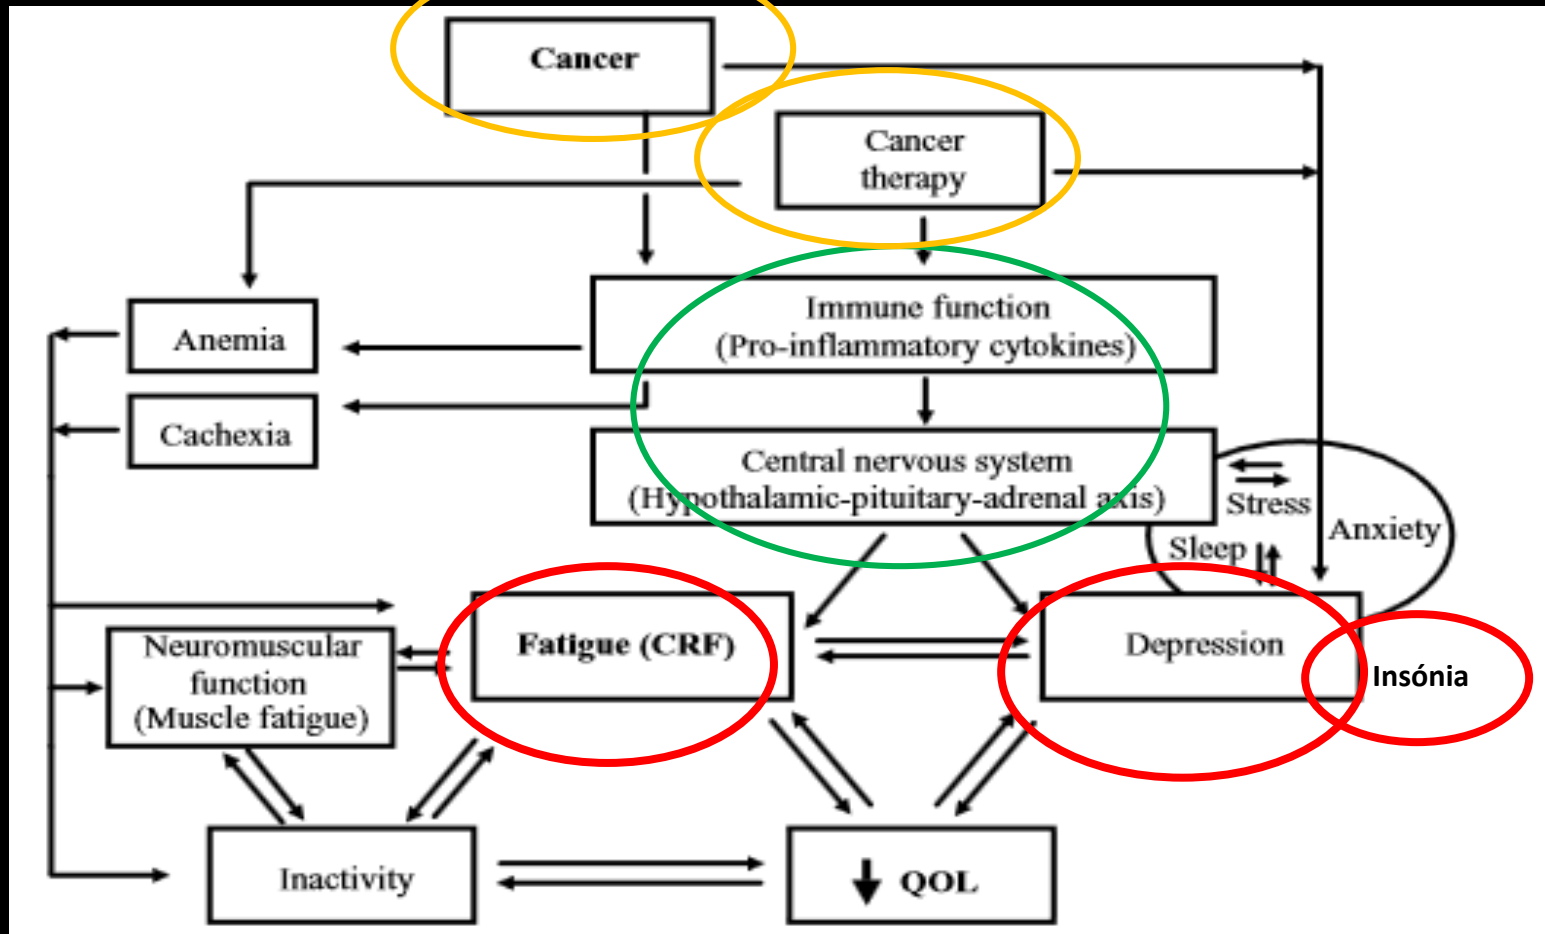 Cancer
Cancer
therapy
Immune function
(Pro-inflammatory cytokines)
Anemia
Cachexia
Central nervous system
(Hypothalamic-pituitary-adrenal axis)
Stress
Anxiety
Sleep
Neuromuscular
function
(Muscle fatigue)
Fatigue (CRF)
Depression
Insónia
Inactivity
QOL